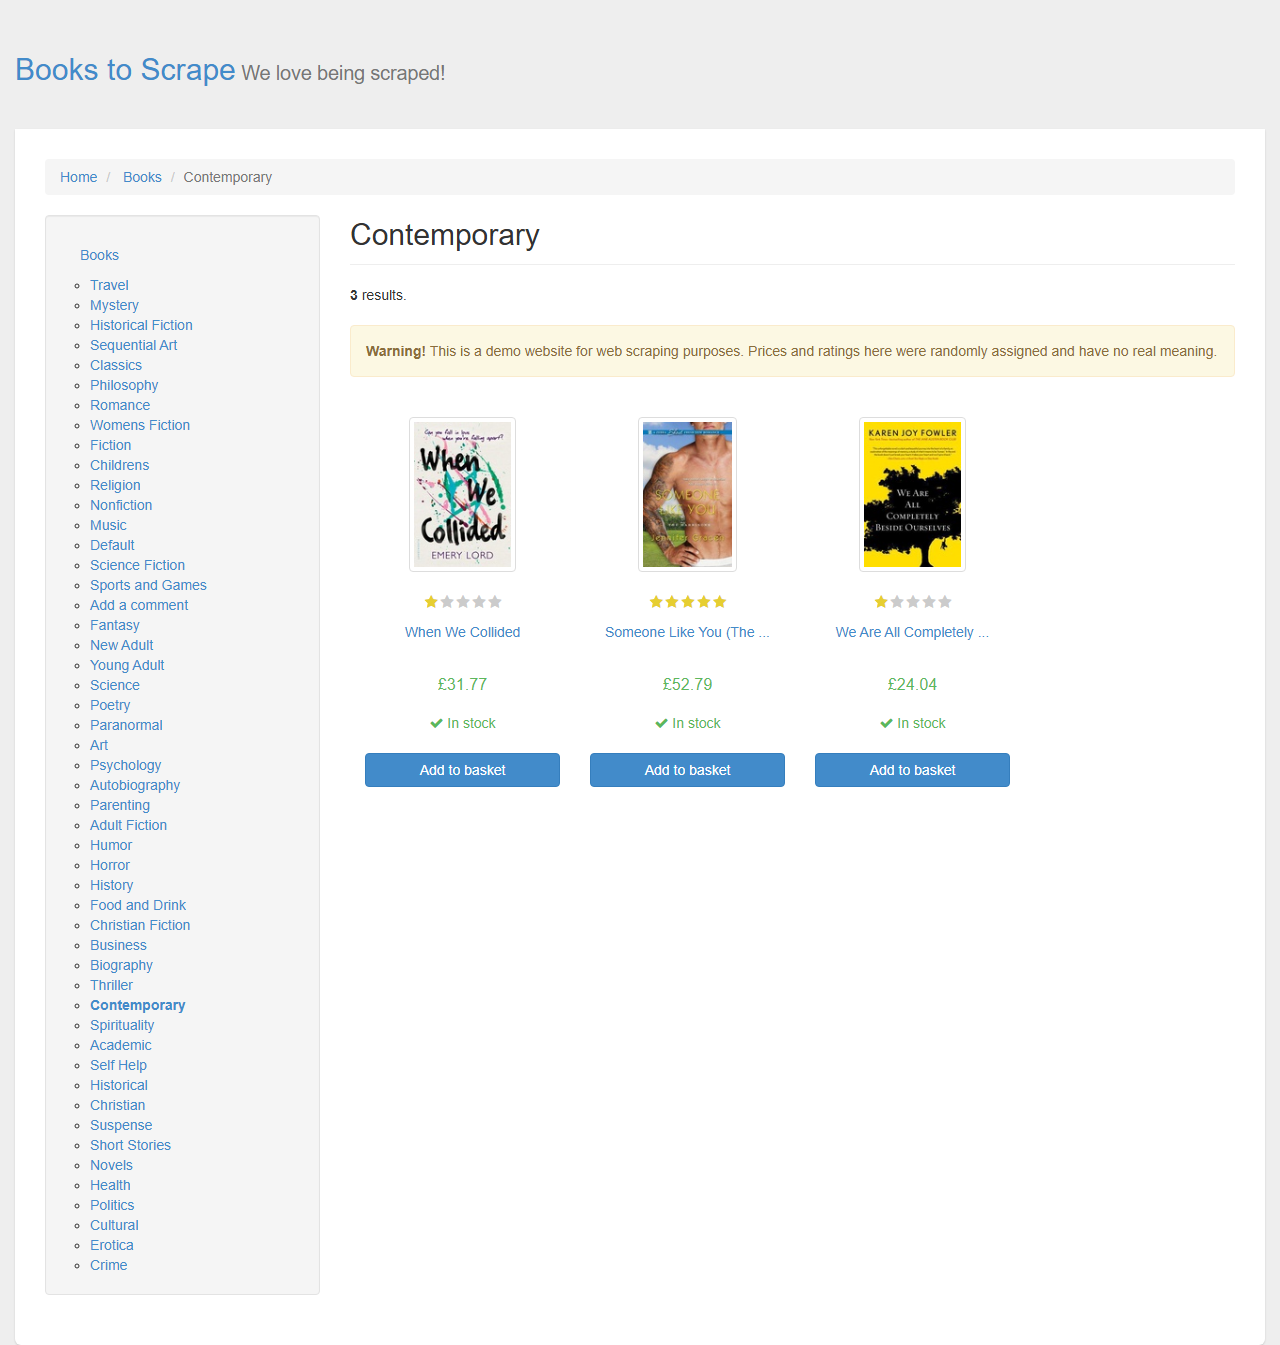 Books to Scrape We love being scraped!
Home / Books / Contemporary
Books
Travel
Mystery
Historical Fiction
Sequential Art
Classics
Philosophy
Romance
Womens Fiction
Fiction
Childrens
Religion
Nonfiction
Music
Default
Science Fiction
Sports and Games
Add a comment
Fantasy
New Adult
Young Adult
Science
Poetry
Paranormal
Art
Psychology
Autobiography
Parenting
Adult Fiction
Humor
Horror
History
Food and Drink
Christian Fiction
Business
Biography
Thriller
Contemporary
Spirituality
Academic
Self Help
Historical
Christian
Suspense
Short Stories
Novels
Health
Politics
Cultural
Erotica
Crime
Contemporary
3 results.
Warning! This is a demo website for web scraping purposes. Prices and ratings here were randomly assigned and have no real meaning.
Can you fall in love
when you're falling apart?
When
We
Collided
EMERY LORD
When We Collided
£31.77
In stock
Add to basket
SOMEONE
LIKE YOU
Someone Like You (The ...
£52.79
In stock
Add to basket
KAREN JOY FOWLER
WE ARE
ALL
COMPLETELY
BESIDE OURSELVES
We Are All Completely ...
£24.04
In stock
Add to basket